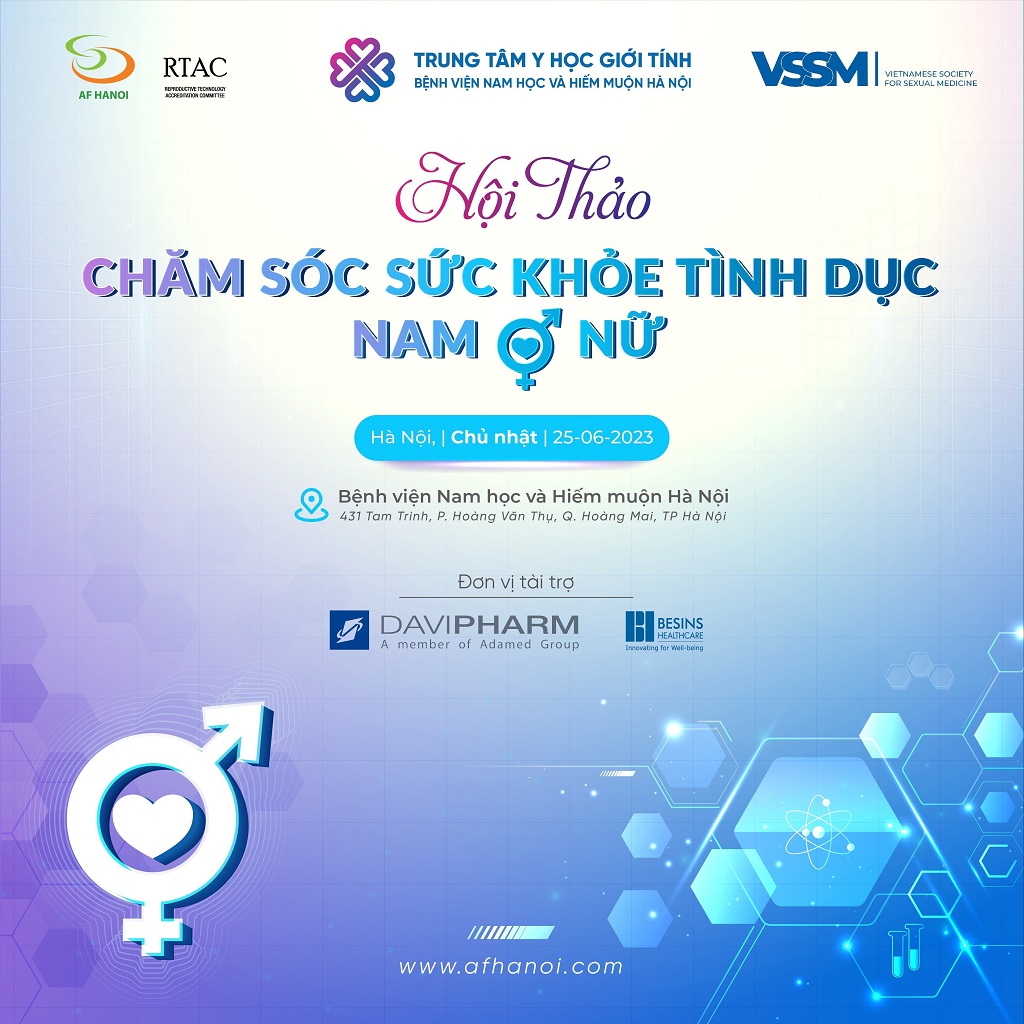 AF HANOI
RTAC
REPRODUCTIVE TECHNOLOGY
ACCREDITATION COMMITTEE
TRUNG TÂM Y HỌC GIỚI TÍNH
BỆNH VIỆN NAM HỌC VÀ HIẾM MUỘN HÀ NỘI
VSSM
VIETNAMESE SOCIETY
FOR SEXUAL MEDICINE
Hội Thảo
CHĂM SÓC SỨC KHỎE TÌNH DỤC
NAM NỮ
Hà Nội, | Chủ nhật | 25-06-2023
Bệnh viện Nam học và Hiếm muộn Hà Nội
431 Tam Trinh, P. Hoàng Văn Thụ, Q. Hoàng Mai, TP Hà Nội
Đơn vị tài trợ
DAVIPHARM
A member of Adamed Group
BESINS
HEALTHCARE
Innovating for Well-being
www.afhanoi.com